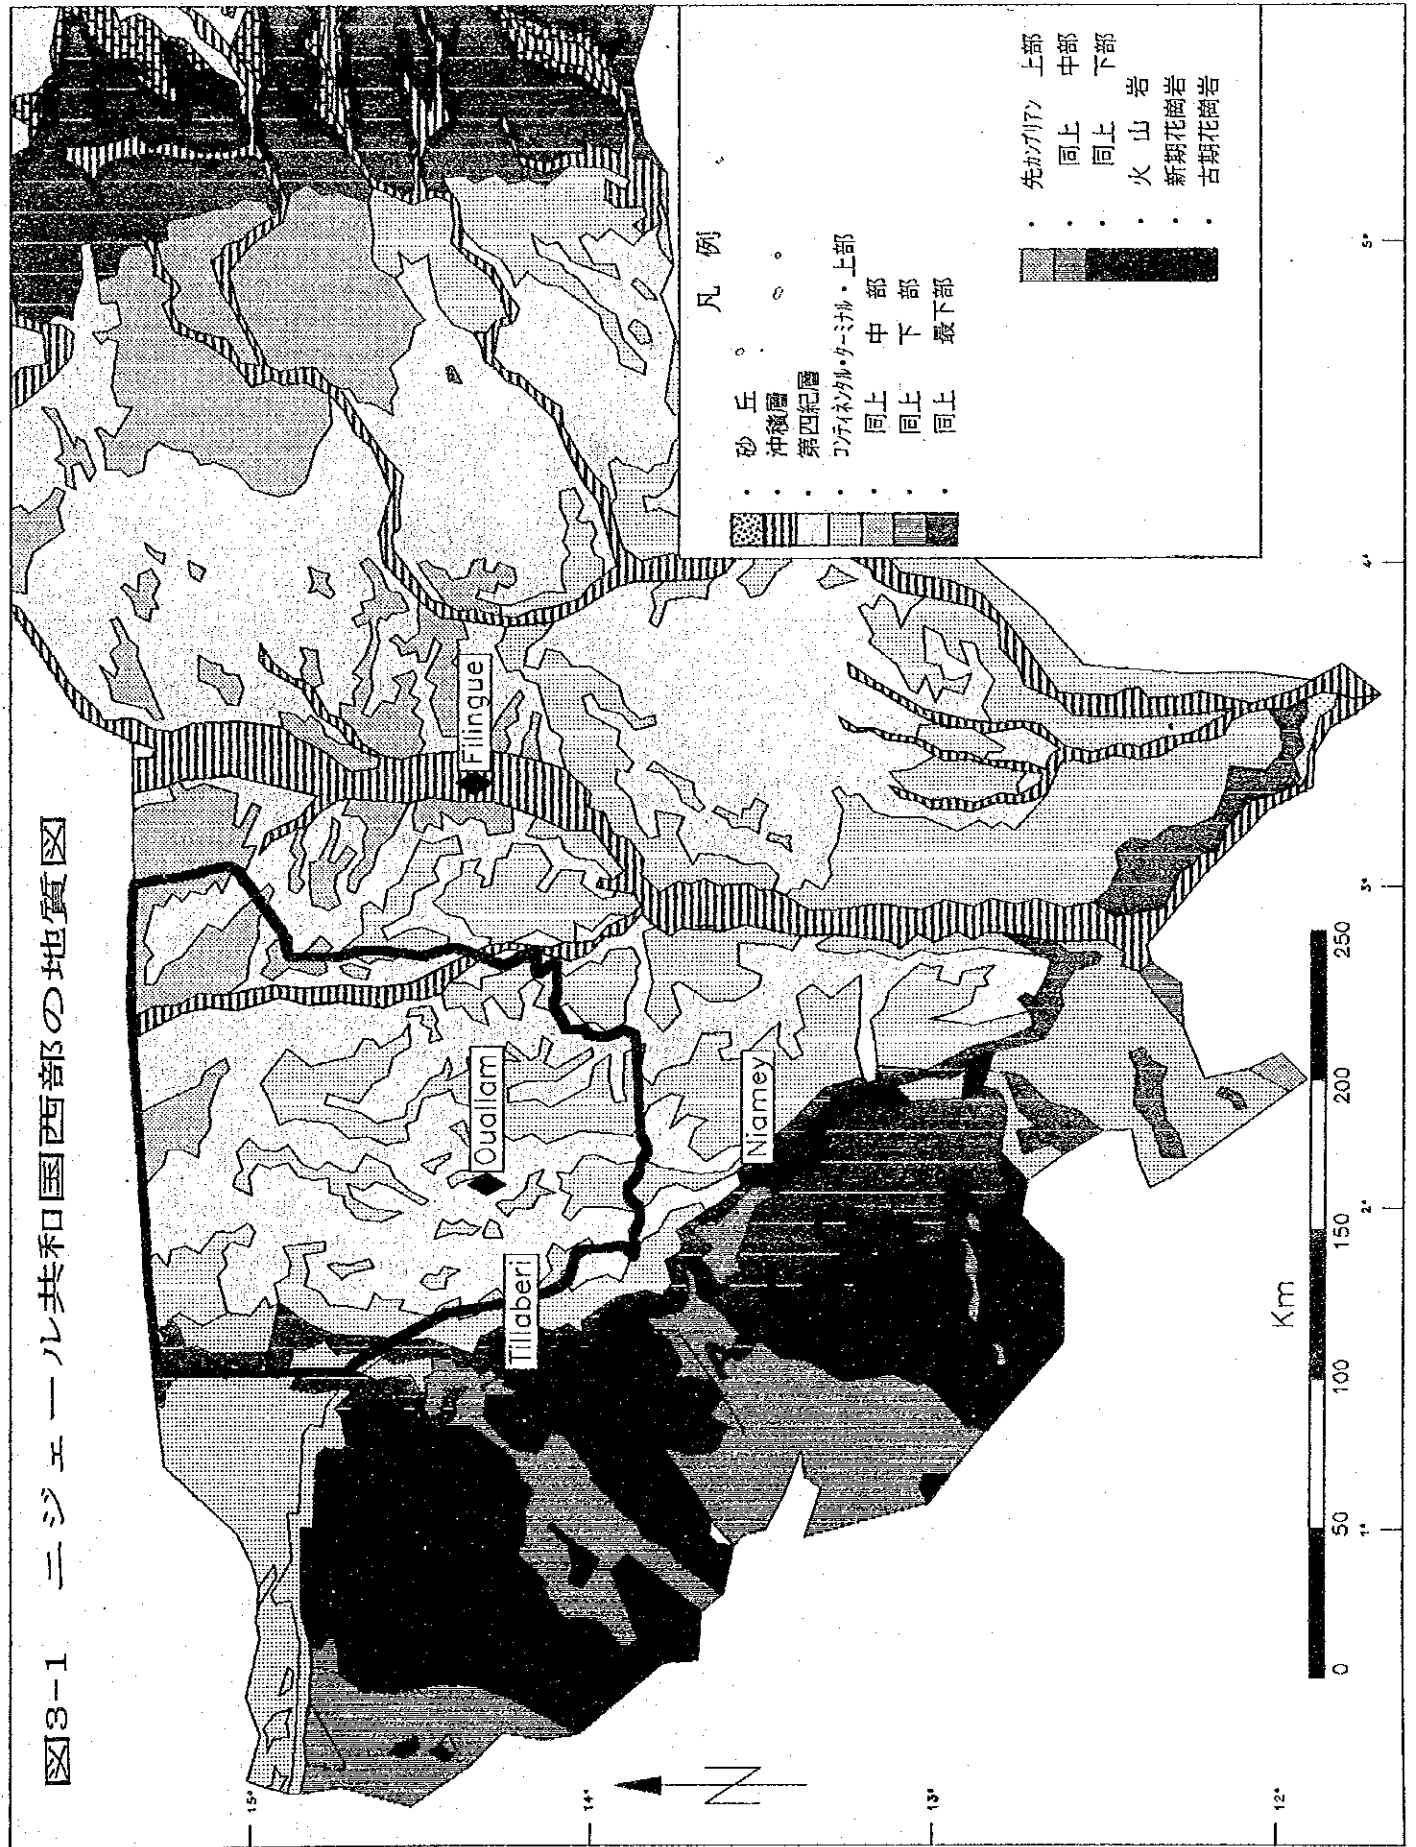 図3-1 ニジェール共和国西部の地質図
Filingue
Ouallam
Tillaberi
Niamey
凡 例
・ 砂 丘
・ 沖積層
・ 第四紀層
・ コンティネンタル・ターミナル・上部
・ 同上 中 部
・ 同上 下 部
・ 同上 最下部
・ 先カンブリアン 上部
・ 同上 中部
・ 同上 下部
・ 火 山 岩
・ 新期花崗岩
・ 古期花崗岩
15°
14°
13°
12°
N
1°
2°
3°
4°
5°
0 50 100 150 200 250
Km